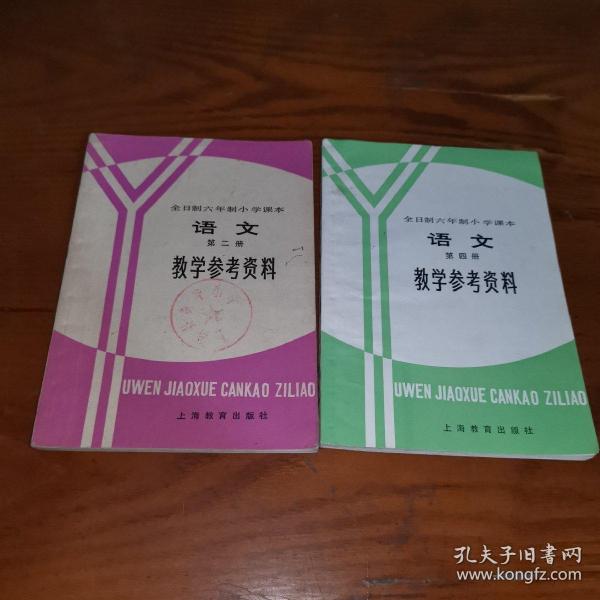 全日制六年制小学课本
语文
第二册
教学参考资料
YUWEN JIAOXUE CANKAO ZILIAO
上海教育出版社
全日制六年制小学课本
语文
第四册
教学参考资料
YUWEN JIAOXUE CANKAO ZILIAO
上海教育出版社
孔夫子旧书网
www.kongfz.com